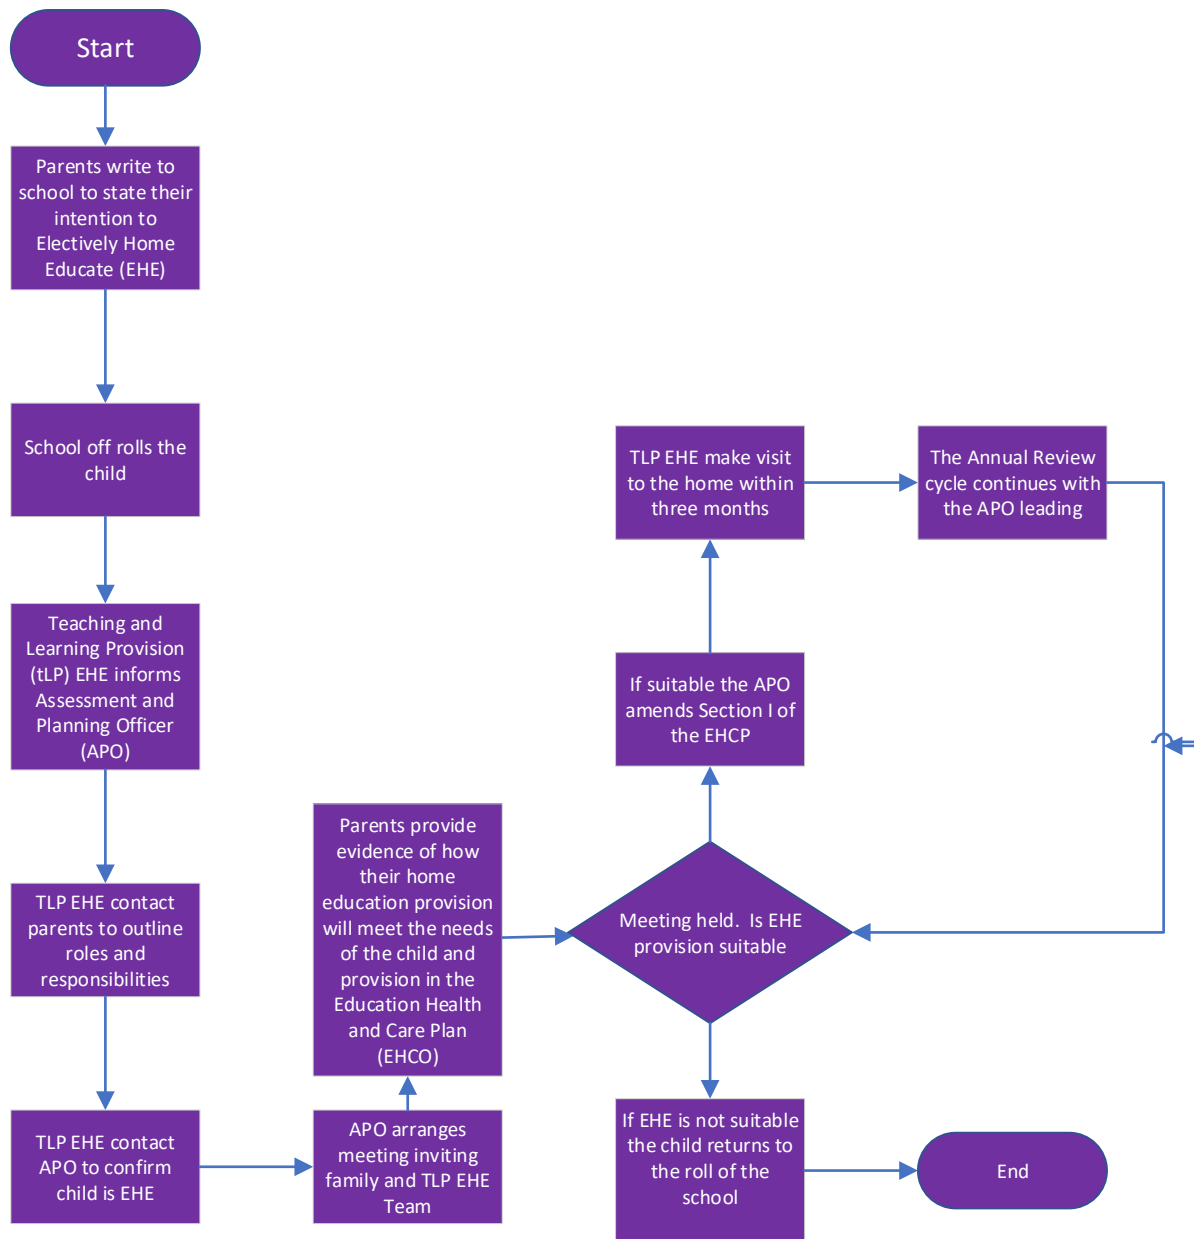 Start
Parents write to
school to state their
intention to
Electively Home
Educate (EHE)
School off rolls the
child
Teaching and
Learning Provision
(tLP) EHE informs
Assessment and
Planning Officer
(APO)
TLP EHE contact
parents to outline
roles and
responsibilities
TLP EHE contact
APO to confirm
child is EHE
APO arranges
meeting inviting
family and TLP EHE
Team
Parents provide
evidence of how
their home
education provision
will meet the needs
of the child and
provision in the
Education Health
and Care Plan
(EHCO)
Meeting held.  Is EHE
provision suitable
If suitable the APO
amends Section I of
the EHCP
TLP EHE make visit
to the home within
three months
The Annual Review
cycle continues with
the APO leading
If EHE is not suitable
the child returns to
the roll of the
school
End